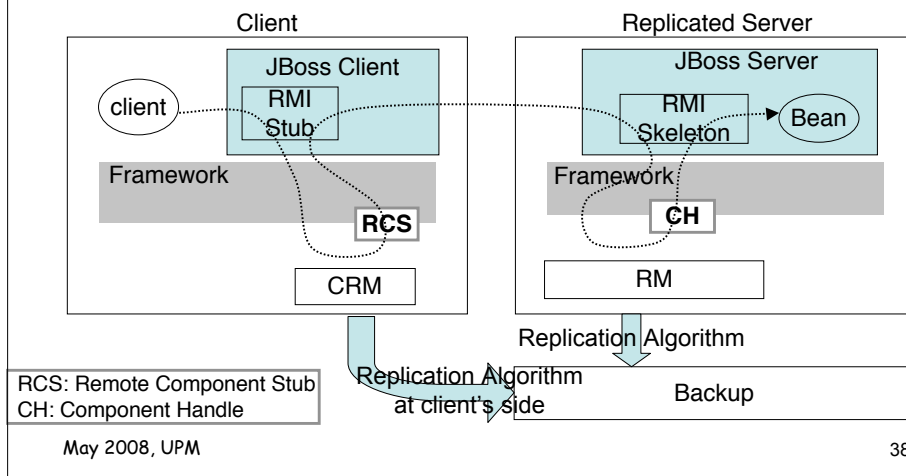 Client
Replicated Server
JBoss Client
JBoss Server
client
RMI
Stub
RMI
Skeleton
Bean
Framework
Framework
RCS
CH
CRM
RM
Replication Algorithm
Replication Algorithm
at client's side
Backup
RCS: Remote Component Stub
CH: Component Handle
May 2008, UPM
38